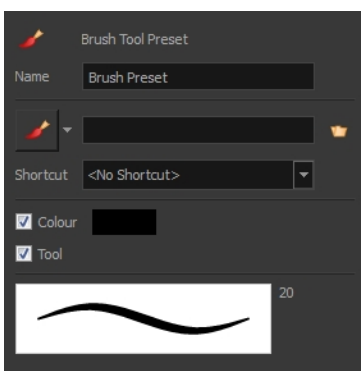 Brush Tool Preset
Name Brush Preset
Shortcut <No Shortcut>
Colour
Tool
20